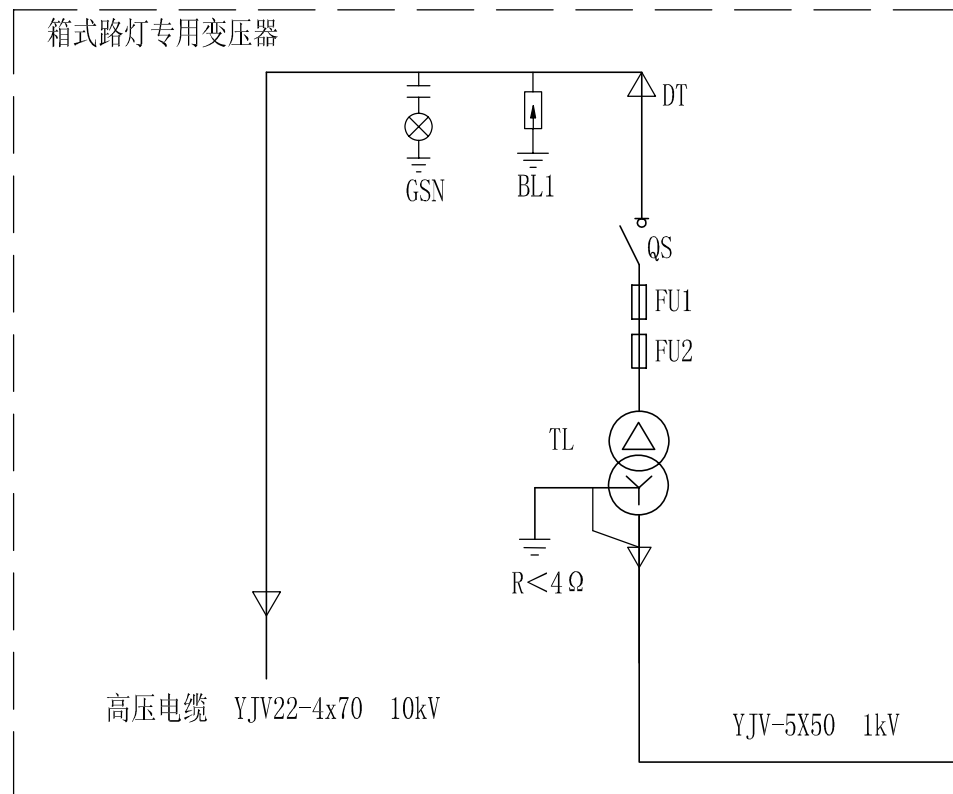 箱式路灯专用变压器
DT
GSN
BL1
QS
FU1
FU2
TL
R<4Ω
高压电缆 YJV22-4x70 10kV
YJV-5X50 1kV